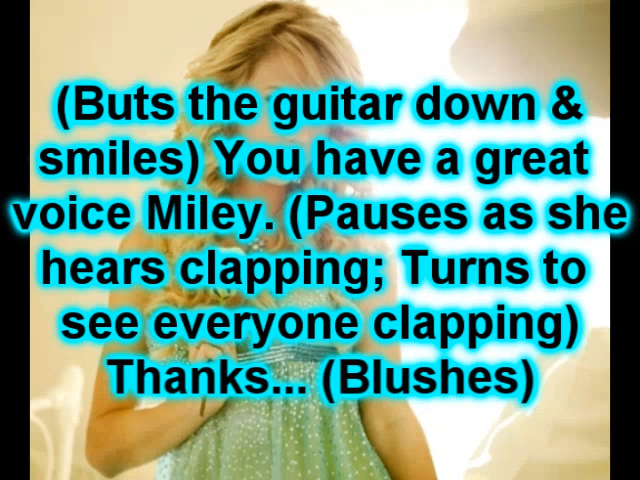 (Buts the guitar down &
smiles) You have a great
voice Miley. (Pauses as she
hears clapping; Turns to
see everyone clapping)
Thanks... (Blushes)